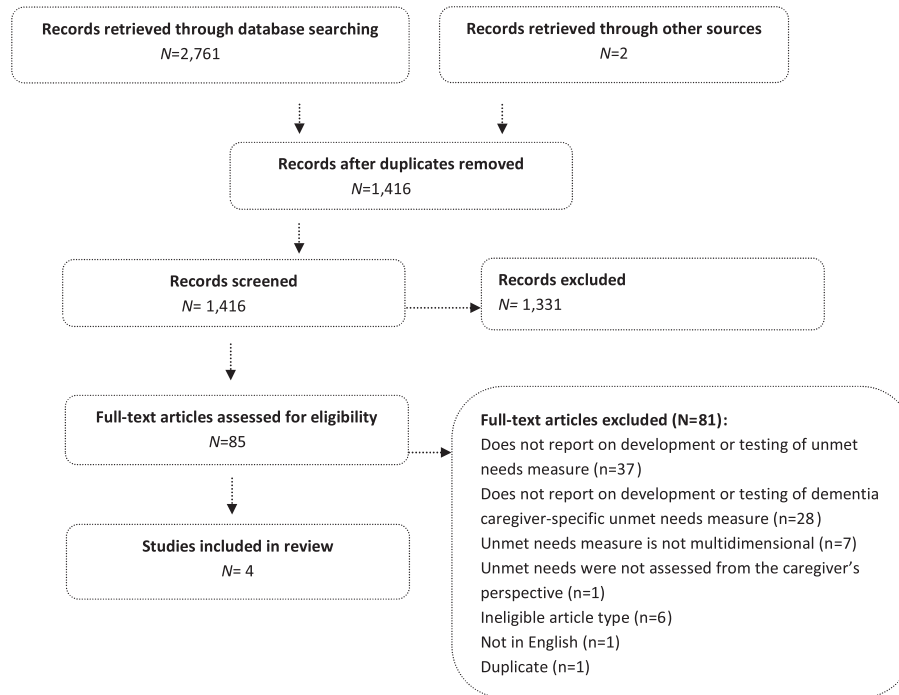 Records retrieved through database searching
N=2,761
Records retrieved through other sources
N=2
Records after duplicates removed
N=1,416
Records screened
N= 1,416
Records excluded
N= 1,331
Full-text articles assessed for eligibility
N=85
Full-text articles excluded (N=81):
Does not report on development or testing of unmet
needs measure (n=37)
Does not report on development or testing of dementia
caregiver-specific unmet needs measure (n=28)
Unmet needs measure is not multidimensional (n=7)
Unmet needs were not assessed from the caregiver’s
perspective (n=1)
Ineligible article type (n=6)
Not in English (n=1)
Duplicate (n=1)
Studies included in review
N= 4